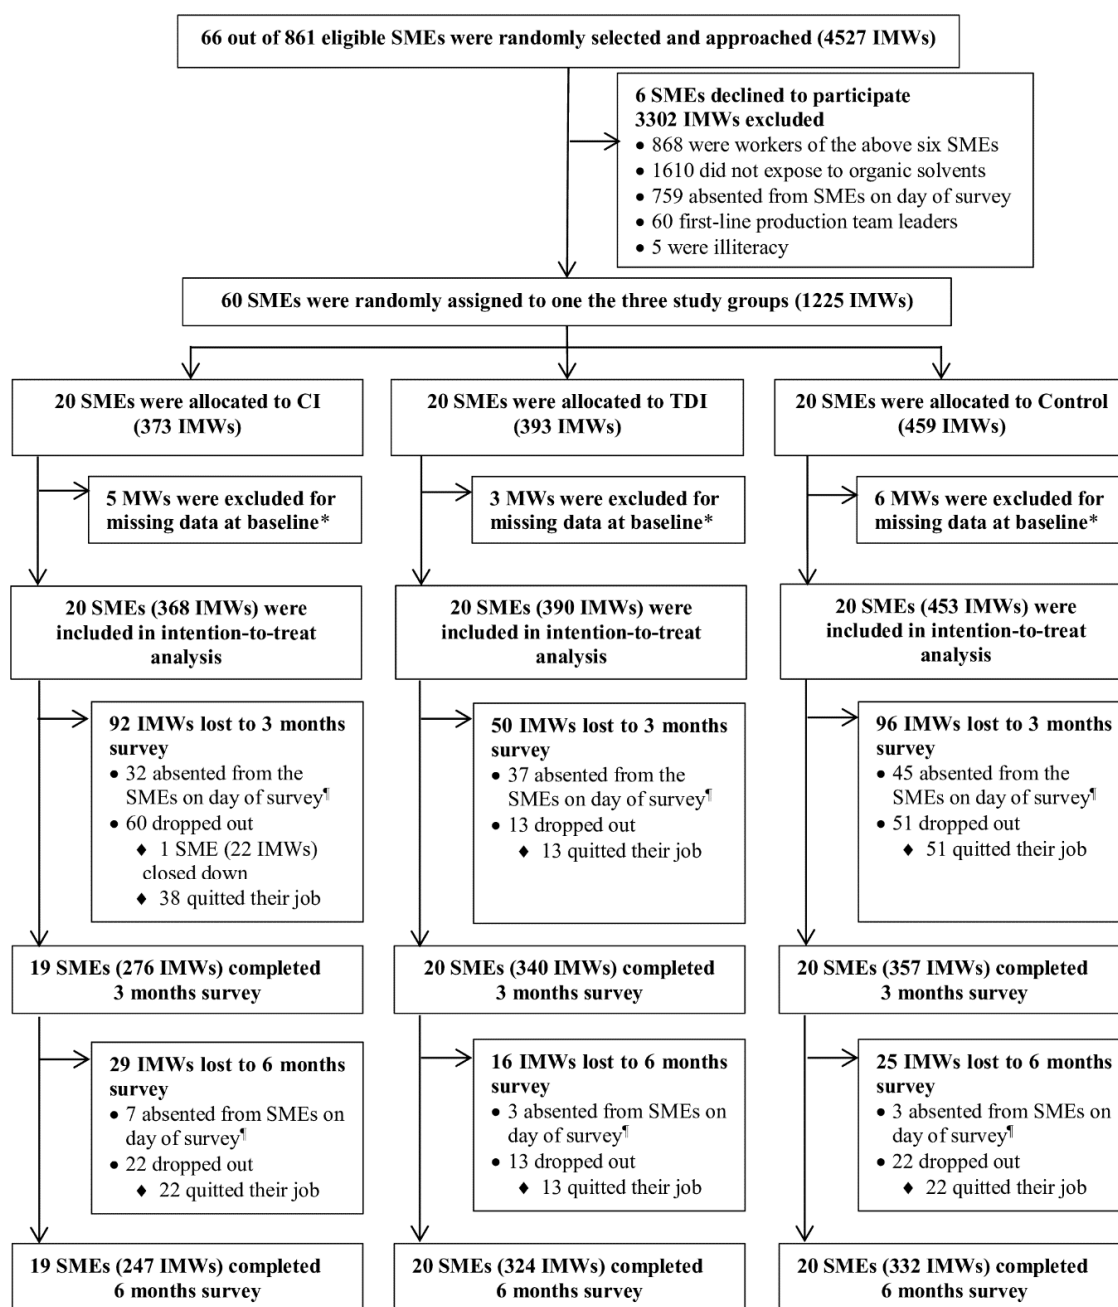 66 out of 861 eligible SMEs were randomly selected and approached (4527 IMWs)
6 SMEs declined to participate
3302 IMWs excluded
• 868 were workers of the above six SMEs
• 1610 did not expose to organic solvents
• 759 absented from SMEs on day of survey
• 60 first-line production team leaders
• 5 were illiteracy
60 SMEs were randomly assigned to one the three study groups (1225 IMWs)
20 SMEs were allocated to CI
(373 IMWs)
20 SMEs were allocated to TDI
(393 IMWs)
20 SMEs were allocated to Control
(459 IMWs)
5 MWs were excluded for
missing data at baseline*
3 MWs were excluded for
missing data at baseline*
6 MWs were excluded for
missing data at baseline*
20 SMEs (368 IMWs) were
included in intention-to-treat
analysis
20 SMEs (390 IMWs) were
included in intention-to-treat
analysis
20 SMEs (453 IMWs) were
included in intention-to-treat
analysis
92 IMWs lost to 3 months
survey
• 32 absented from the
SMEs on day of survey¶
• 60 dropped out
♦ 1 SME (22 IMWs)
closed down
♦ 38 quitted their job
50 IMWs lost to 3 months
survey
• 37 absented from the
SMEs on day of survey¶
• 13 dropped out
♦ 13 quitted their job
96 IMWs lost to 3 months
survey
• 45 absented from the
SMEs on day of survey¶
• 51 dropped out
♦ 51 quitted their job
19 SMEs (276 IMWs) completed
3 months survey
20 SMEs (340 IMWs) completed
3 months survey
20 SMEs (357 IMWs) completed
3 months survey
29 IMWs lost to 6 months
survey
• 7 absented from SMEs on
day of survey¶
• 22 dropped out
♦ 22 quitted their job
16 IMWs lost to 6 months
survey
• 3 absented from SMEs on
day of survey¶
• 13 dropped out
♦ 13 quitted their job
25 IMWs lost to 6 months
survey
• 3 absented from SMEs on
day of survey¶
• 22 dropped out
♦ 22 quitted their job
19 SMEs (247 IMWs) completed
6 months survey
20 SMEs (324 IMWs) completed
6 months survey
20 SMEs (332 IMWs) completed
6 months survey